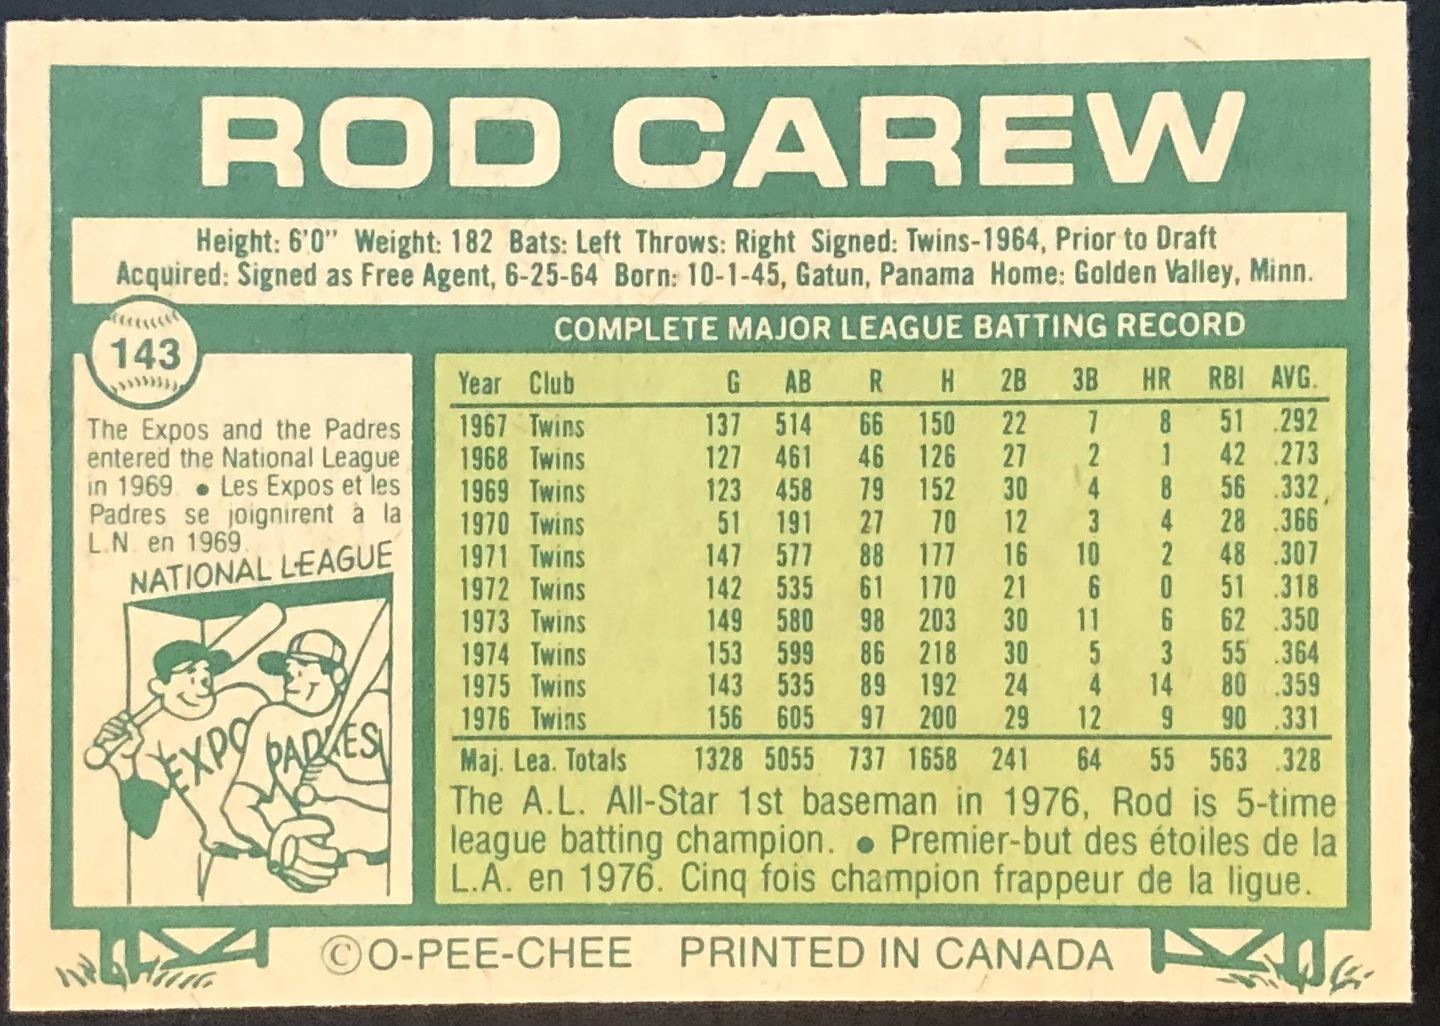 ROD CAREW
Height: 6'0" Weight: 182 Bats: Left Throws: Right Signed: Twins-1964, Prior to Draft
Acquired: Signed as Free Agent, 6-25-64 Born: 10-1-45, Gatun, Panama Home: Golden Valley, Minn.
143
The Expos and the Padres
entered the National League
in 1969. ● Les Expos et les
Padres se joignirent à la
L.N. en 1969.
NATIONAL LEAGUE
EXPO
PADRES
COMPLETE MAJOR LEAGUE BATTING RECORD
Year Club G AB R H 2B 3B HR RBI AVG.
1967 Twins 137 514 66 150 22 7 8 51 .292
1968 Twins 127 461 46 126 27 2 1 42 .273
1969 Twins 123 458 79 152 30 4 8 56 .332
1970 Twins 51 191 27 70 12 3 4 28 .366
1971 Twins 147 577 88 177 16 10 2 48 .307
1972 Twins 142 535 61 170 21 6 0 51 .318
1973 Twins 149 580 98 203 30 11 6 62 .350
1974 Twins 153 599 86 218 30 5 3 55 .364
1975 Twins 143 535 89 192 24 4 14 80 .359
1976 Twins 156 605 97 200 29 12 9 90 .331
Maj. Lea. Totals 1328 5055 737 1658 241 64 55 563 .328
The A.L. All-Star 1st baseman in 1976, Rod is 5-time
league batting champion. ● Premier-but des étoiles de la
L.A. en 1976. Cinq fois champion frappeur de la ligue.
©O-PEE-CHEE PRINTED IN CANADA